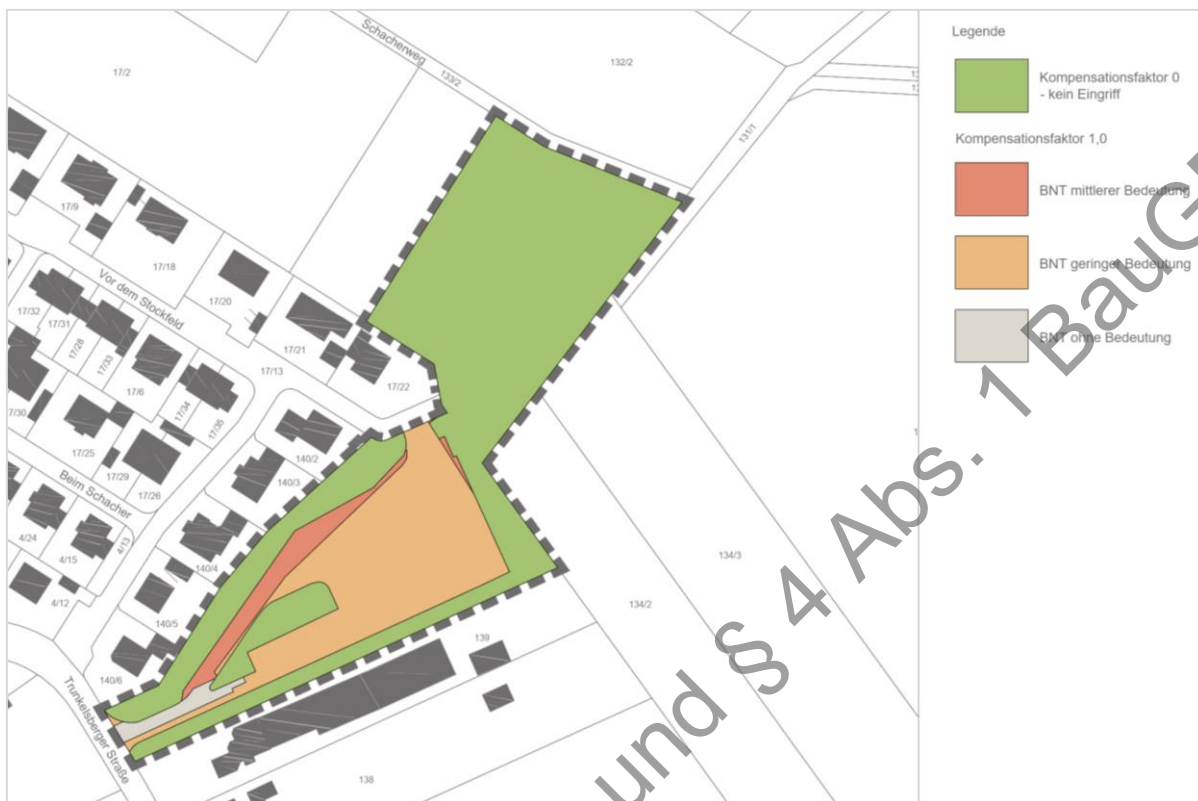 Legende
Kompensationsfaktor 0
- kein Eingriff
Kompensationsfaktor 1,0
BNT mittlerer Bedeutung
BNT geringer Bedeutung
BNT ohne Bedeutung
Schacherweg
17/2
133/2
132/2
131/1
17/9
17/18
17/20
Vor dem Stockfeld
17/32
17/31
17/28
17/33
17/21
17/13
17/6
17/22
17/34
17/35
17/30
17/25
17/29
17/26
140/2
140/3
Beim Schacher
4/24
4/15
4/13
140/4
4/12
140/5
134/3
134/2
139
140/6
Trunkelsberger Straße
138
und § 4 Abs. 1 BauG